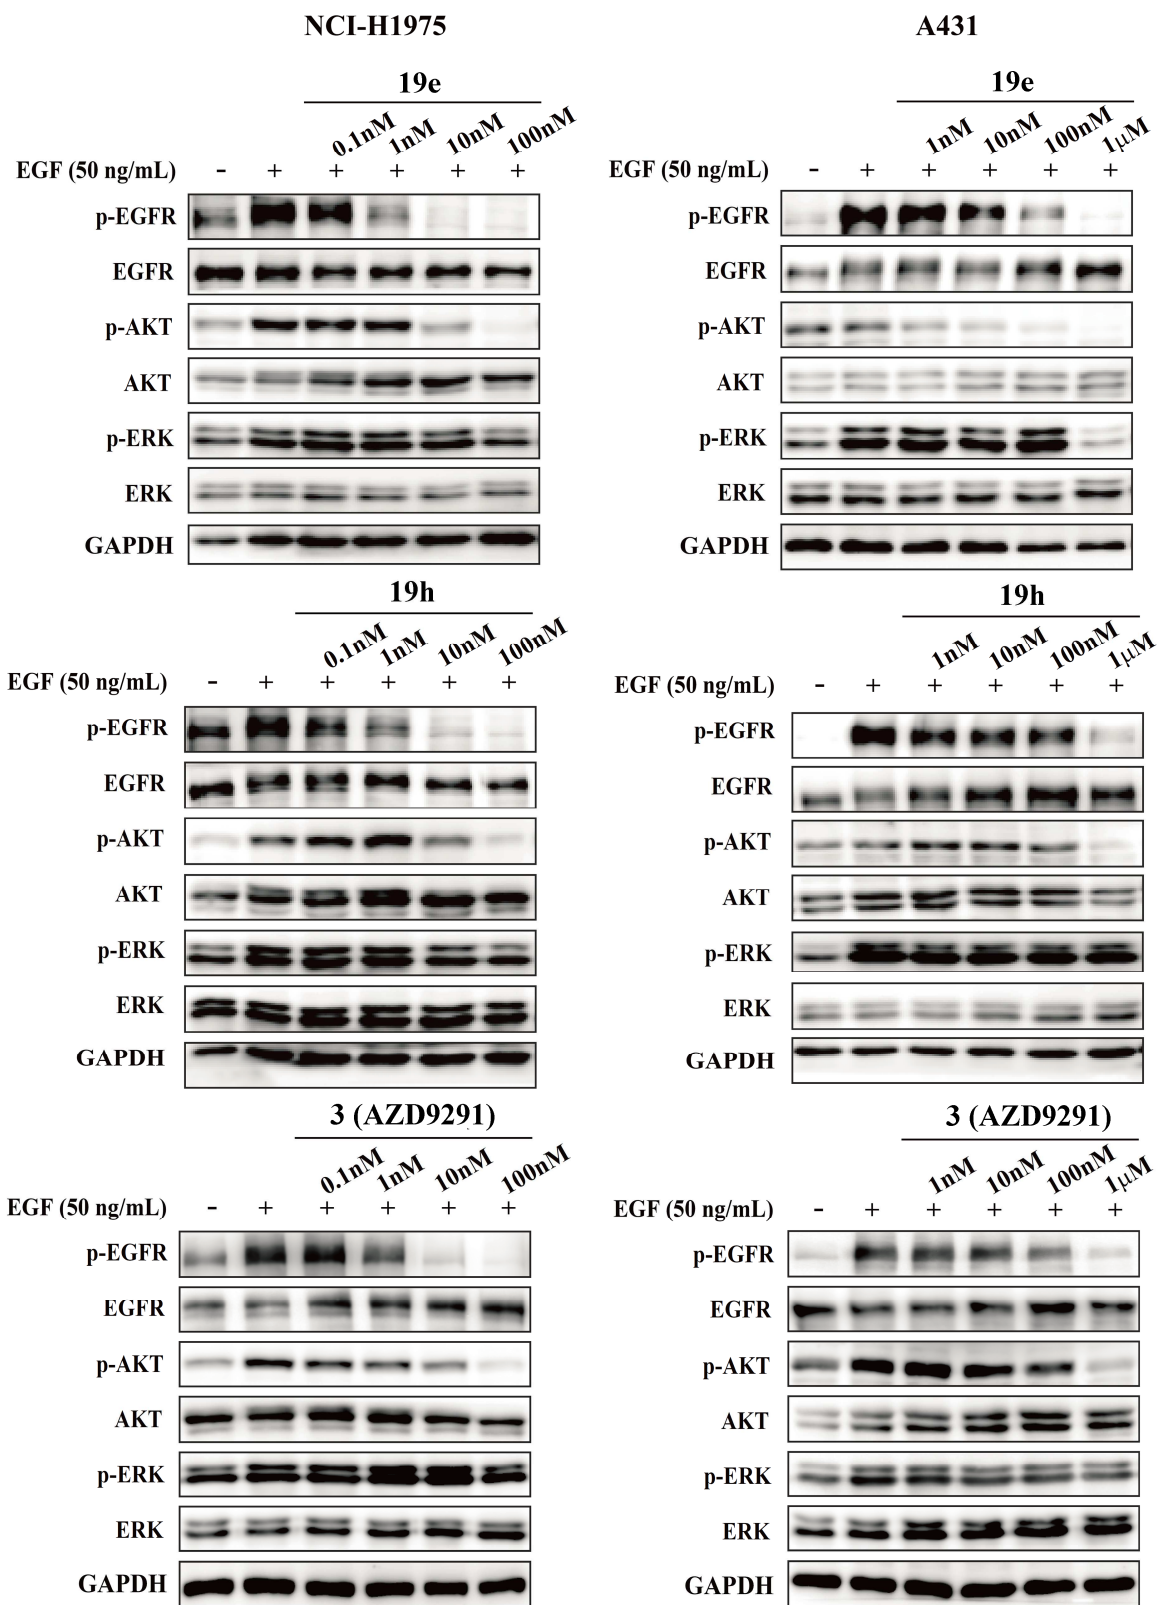 NCI-H1975
A431
19e
0.1nM 1nM 10nM 100nM
EGF (50 ng/mL) - + + + + +
p-EGFR
EGFR
p-AKT
AKT
p-ERK
ERK
GAPDH
19e
1nM 10nM 100nM 1μM
EGF (50 ng/mL) - + + + + +
p-EGFR
EGFR
p-AKT
AKT
p-ERK
ERK
GAPDH
19h
0.1nM 1nM 10nM 100nM
EGF (50 ng/mL) - + + + + +
p-EGFR
EGFR
p-AKT
AKT
p-ERK
ERK
GAPDH
19h
1nM 10nM 100nM 1μM
EGF (50 ng/mL) - + + + + +
p-EGFR
EGFR
p-AKT
AKT
p-ERK
ERK
GAPDH
3 (AZD9291)
0.1nM 1nM 10nM 100nM
EGF (50 ng/mL) - + + + + +
p-EGFR
EGFR
p-AKT
AKT
p-ERK
ERK
GAPDH
3 (AZD9291)
1nM 10nM 100nM 1μM
EGF (50 ng/mL) - + + + + +
p-EGFR
EGFR
p-AKT
AKT
p-ERK
ERK
GAPDH